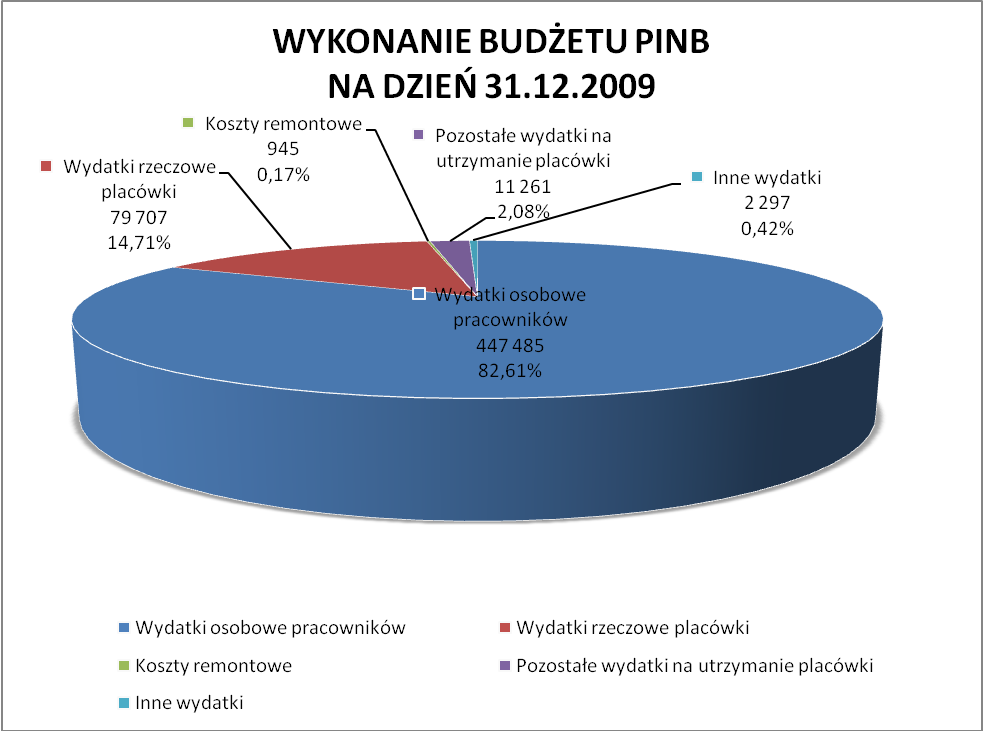 WYKONANIE BUDŻETU PINB
NA DZIEŃ 31.12.2009
Koszty remontowe
945
0,17%
Pozostałe wydatki na
utrzymanie placówki
11 261
2,08%
Wydatki rzeczowe
placówki
79 707
14,71%
Inne wydatki
2 297
0,42%
Wydatki osobowe
pracowników
447 485
82,61%
Wydatki osobowe pracowników
Wydatki rzeczowe placówki
Koszty remontowe
Pozostałe wydatki na utrzymanie placówki
Inne wydatki